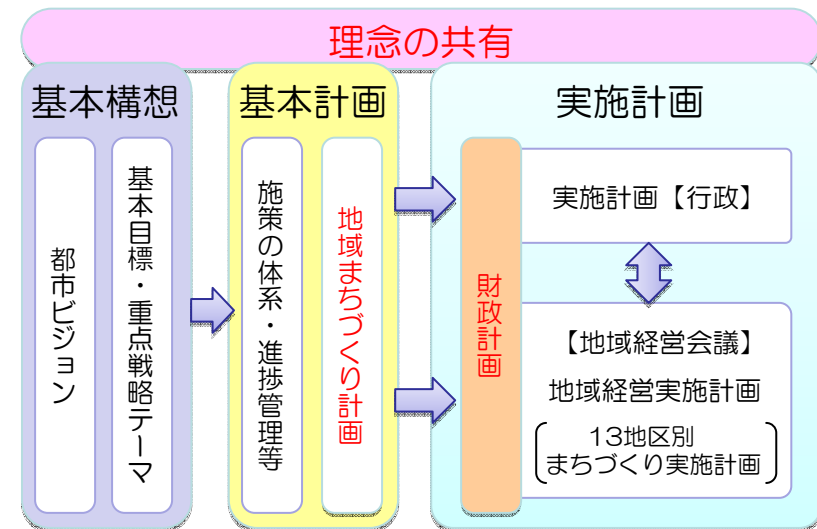 理念の共有
基本構想
都市ビジョン
基本目標・重点戦略テーマ
基本計画
施策の体系・進捗管理等
地域まちづくり計画
実施計画
財政計画
実施計画【行政】
【地域経営会議】
地域経営実施計画
13地区別
まちづくり実施計画